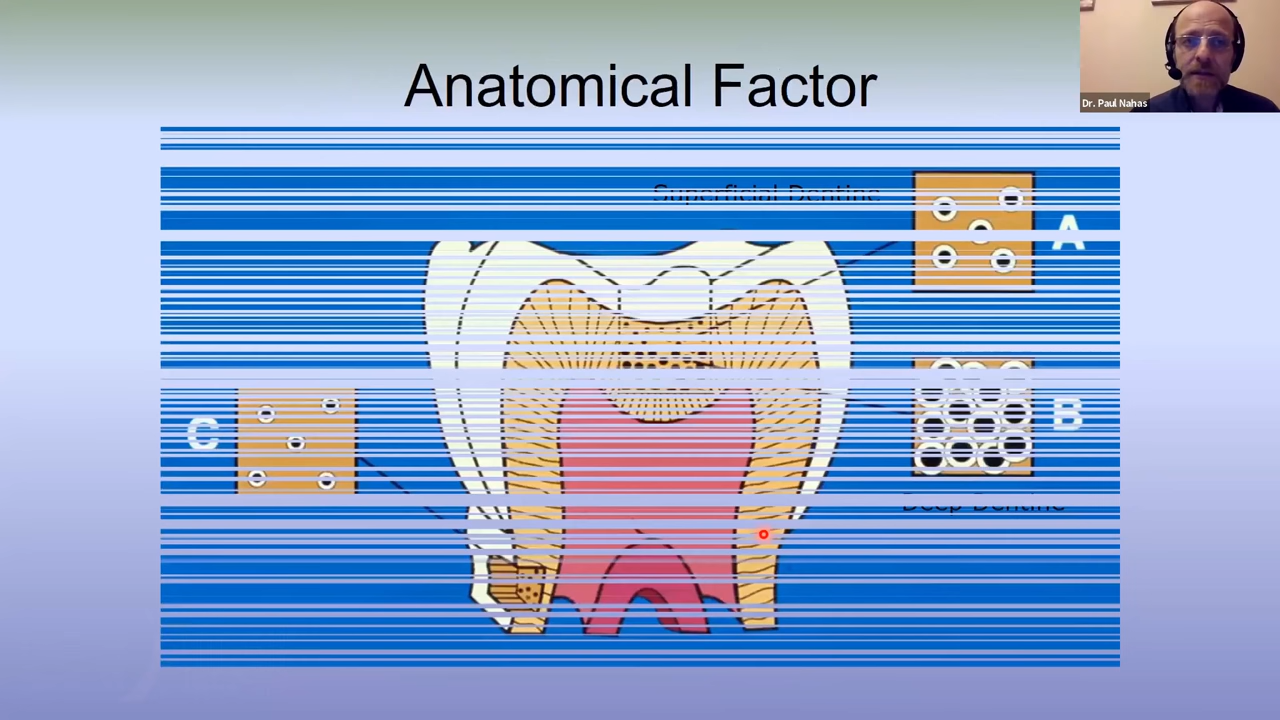 Anatomical Factor
Dr. Paul Nahas
Superficial Dentine
A
B
C
Deep Dentine